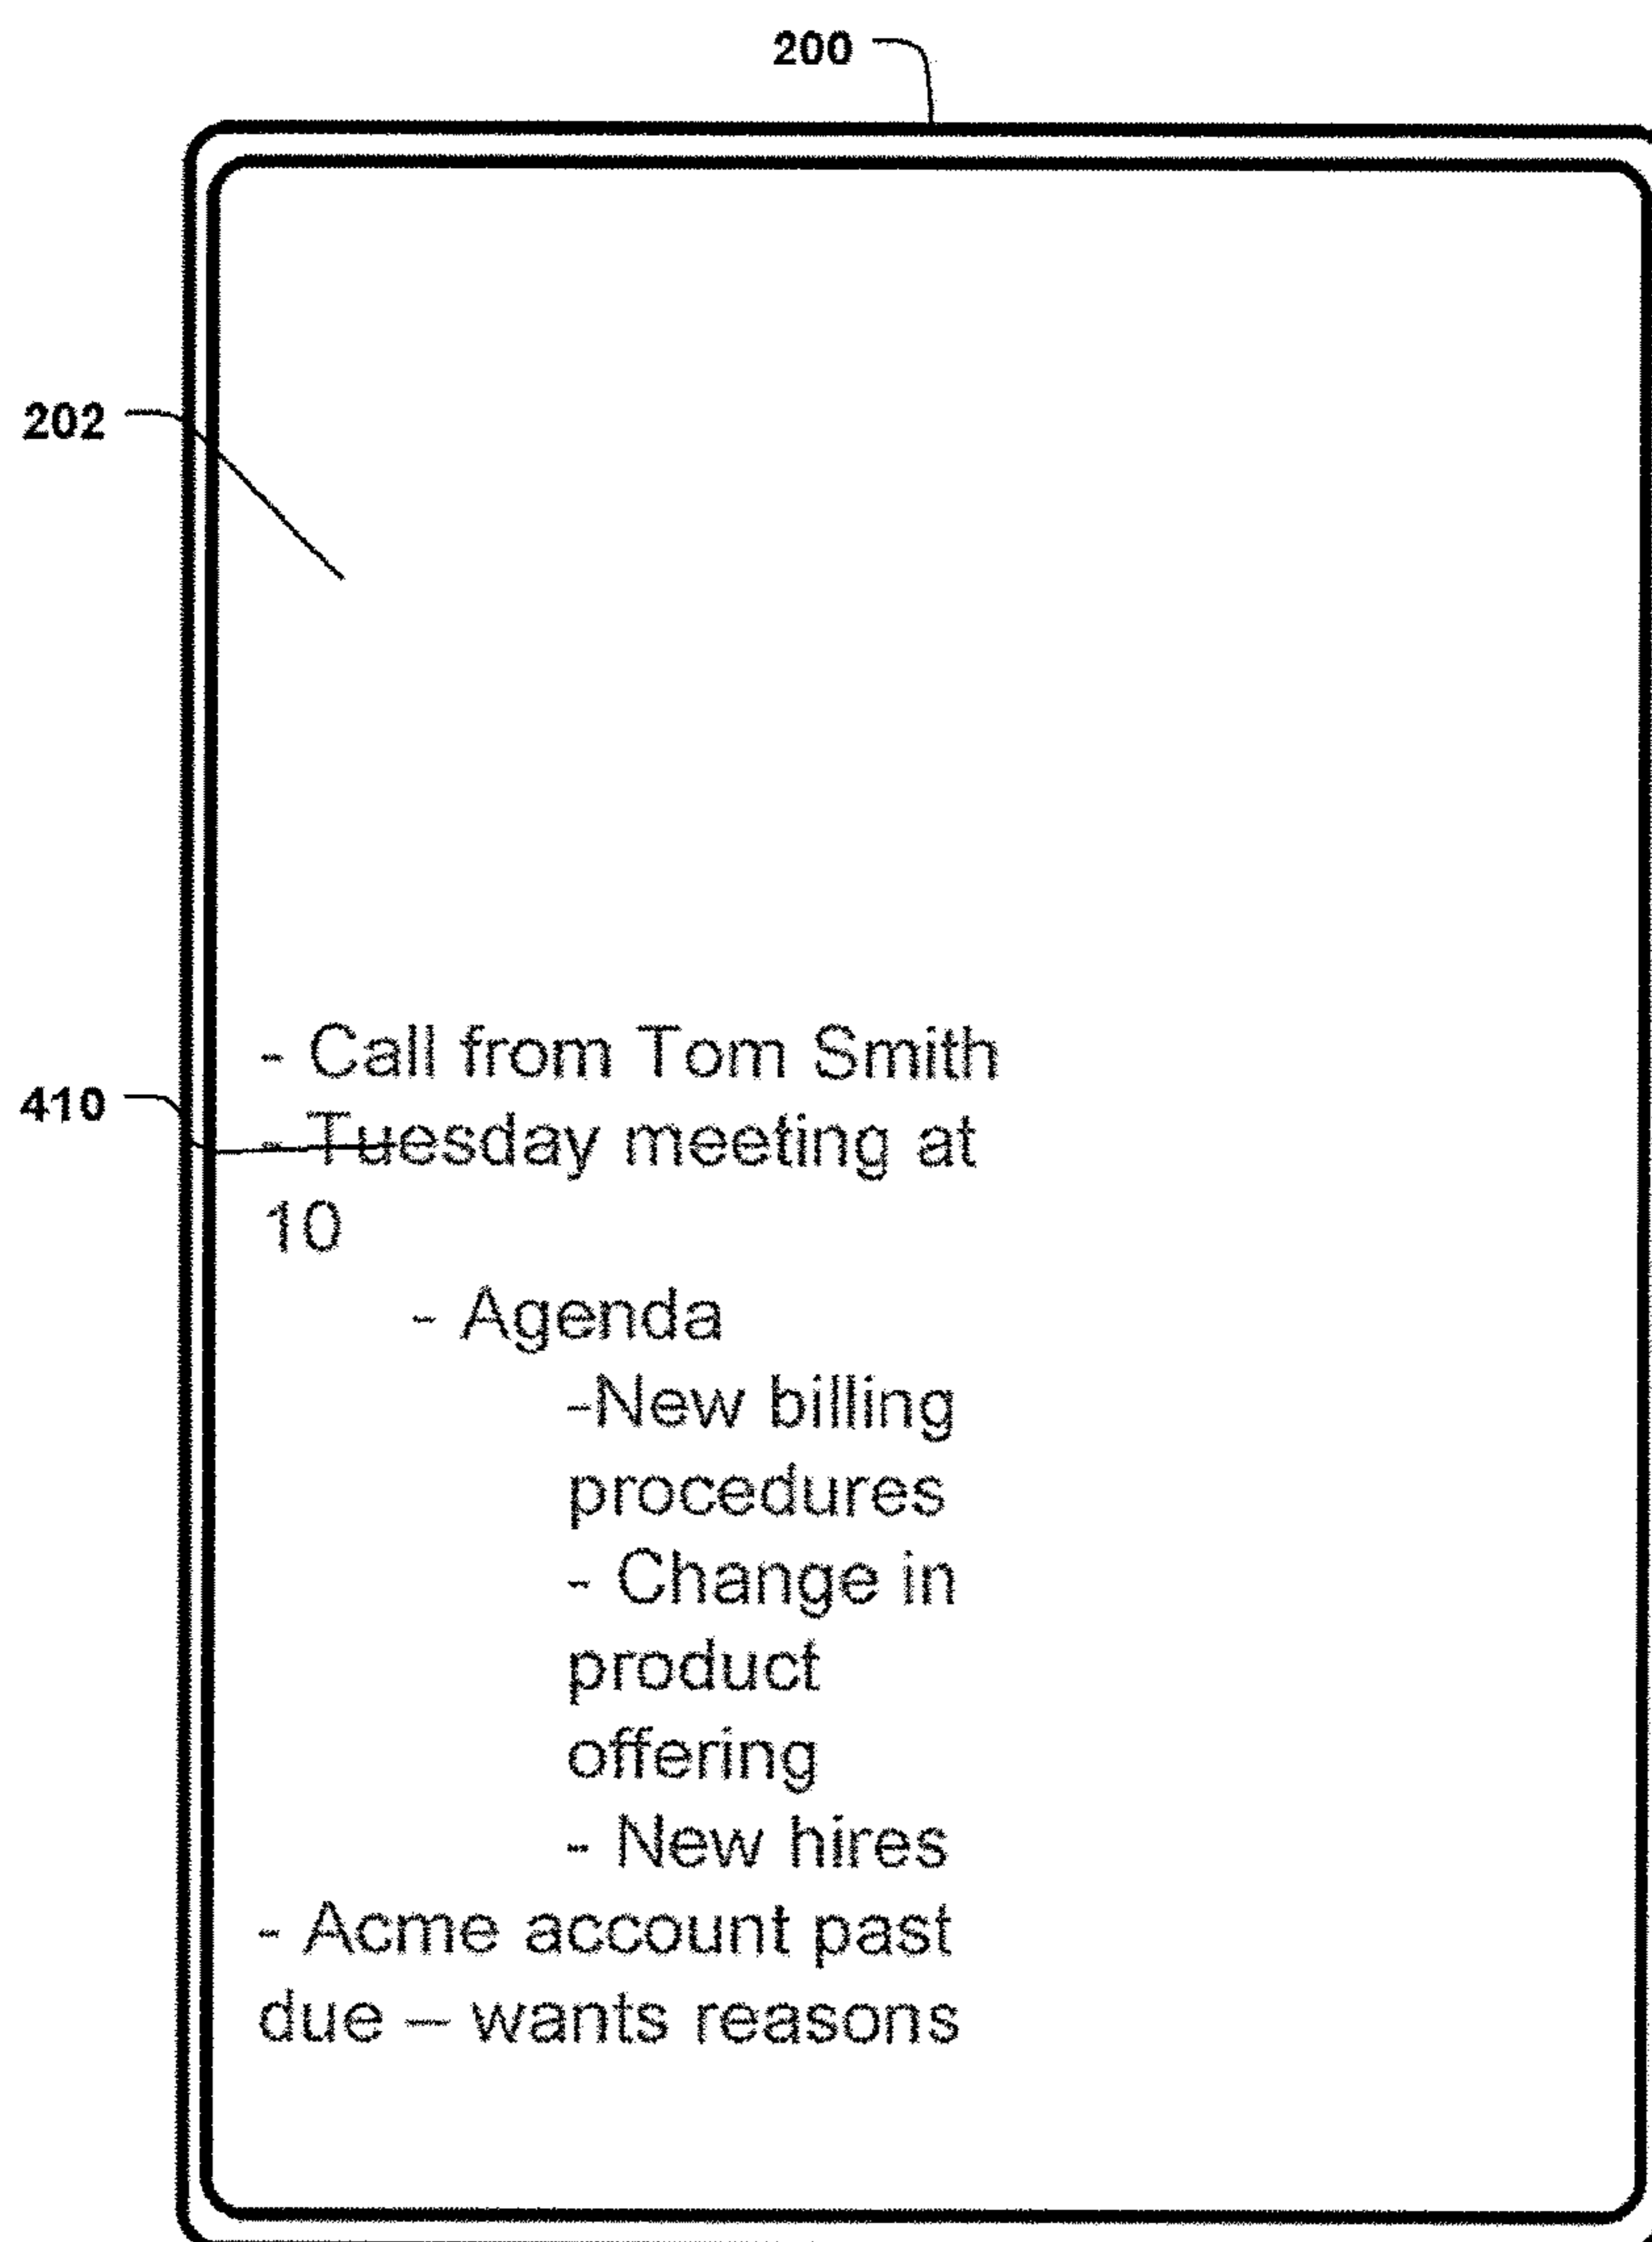 200
202
- Call from Tom Smith
410
- Tuesday meeting at
10
- Agenda
-New billing
procedures
- Change in
product
offering
- New hires
- Acme account past
due – wants reasons